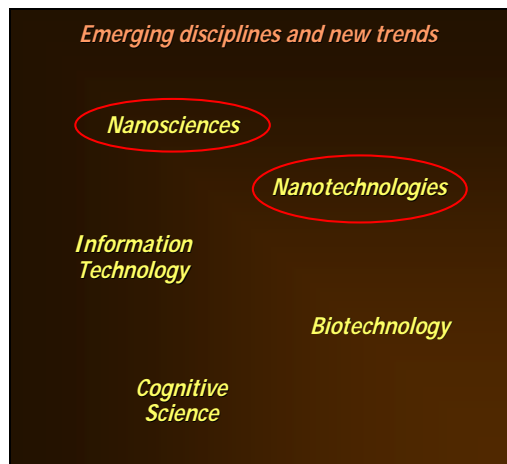 Emerging disciplines and new trends
Nanosciences
Nanotechnologies
Information
Technology
Biotechnology
Cognitive
Science